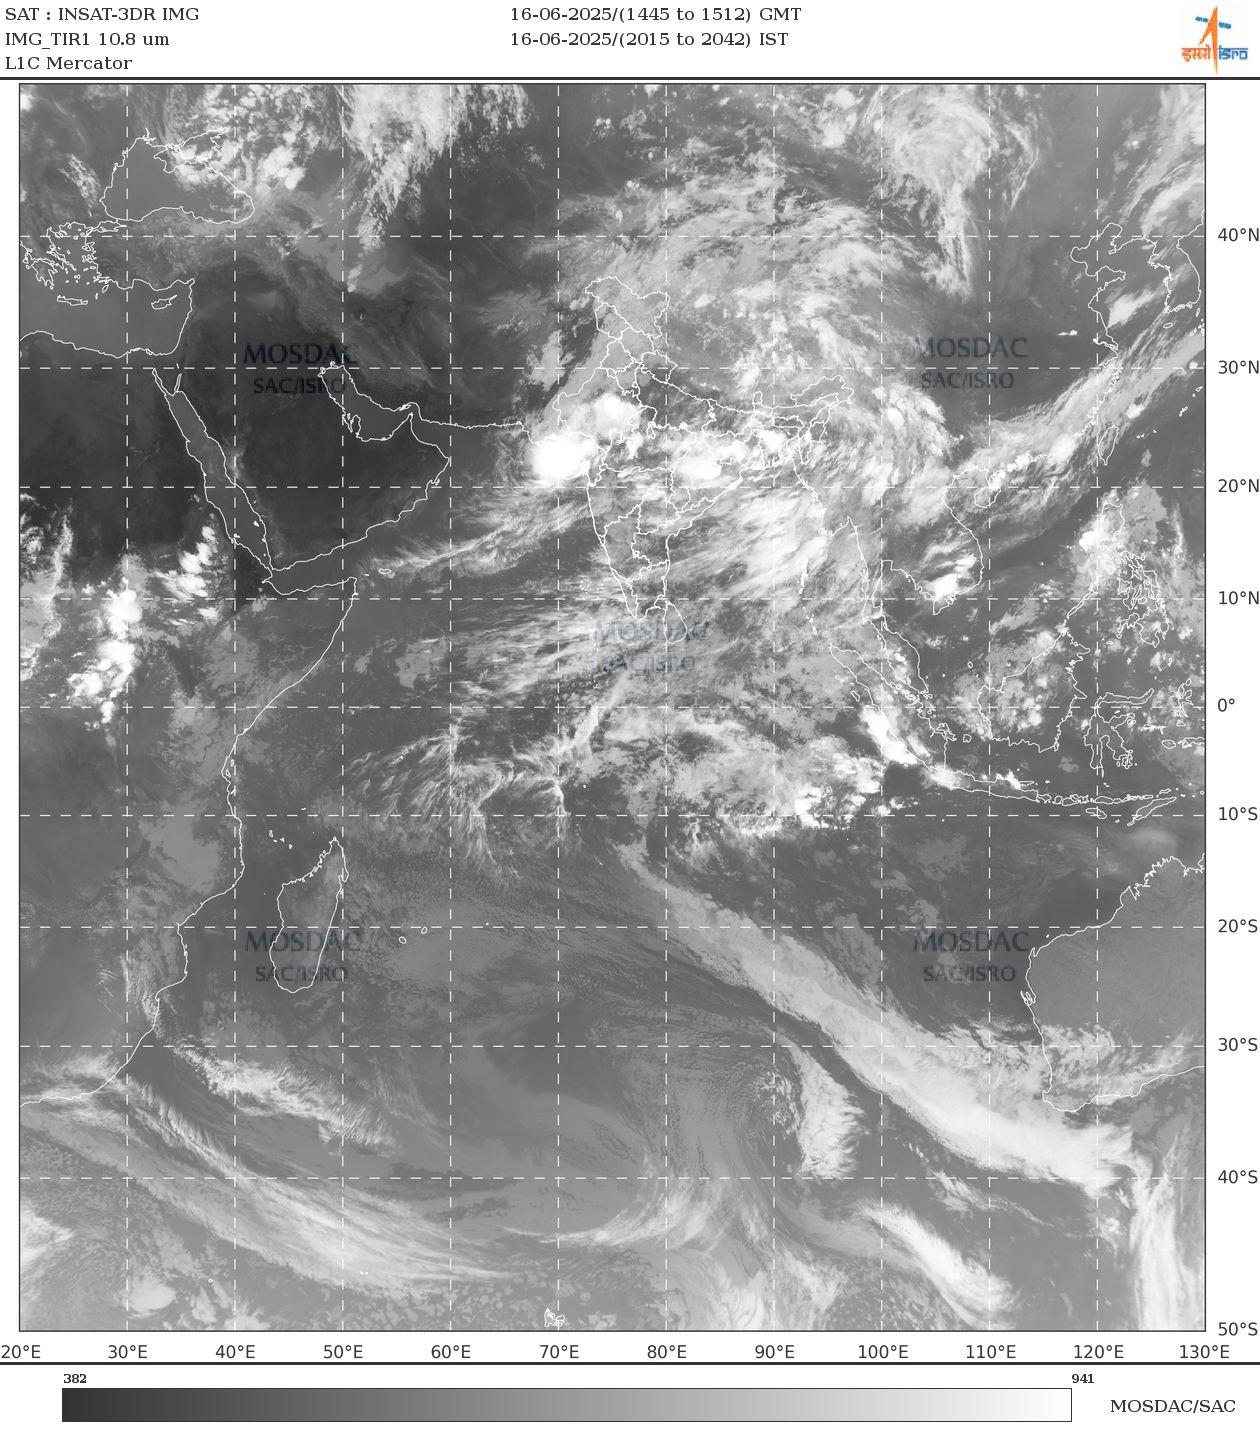 SAT : INSAT-3DR IMG
16-06-2025/(1445 to 1512) GMT
IMG_TIR1 10.8 um
16-06-2025/(2015 to 2042) IST
L1C Mercator
इसरो isro
40°N
MOSDAC
SAC/ISRO
MOSDAC
SAC/ISRO
30°N
20°N
10°N
MOSDAC
SAC/ISRO
0°
10°S
20°S
MOSDAC
SAC/ISRO
MOSDAC
SAC/ISRO
30°S
40°S
50°S
20°E 30°E 40°E 50°E 60°E 70°E 80°E 90°E 100°E 110°E 120°E 130°E
382
941
MOSDAC/SAC